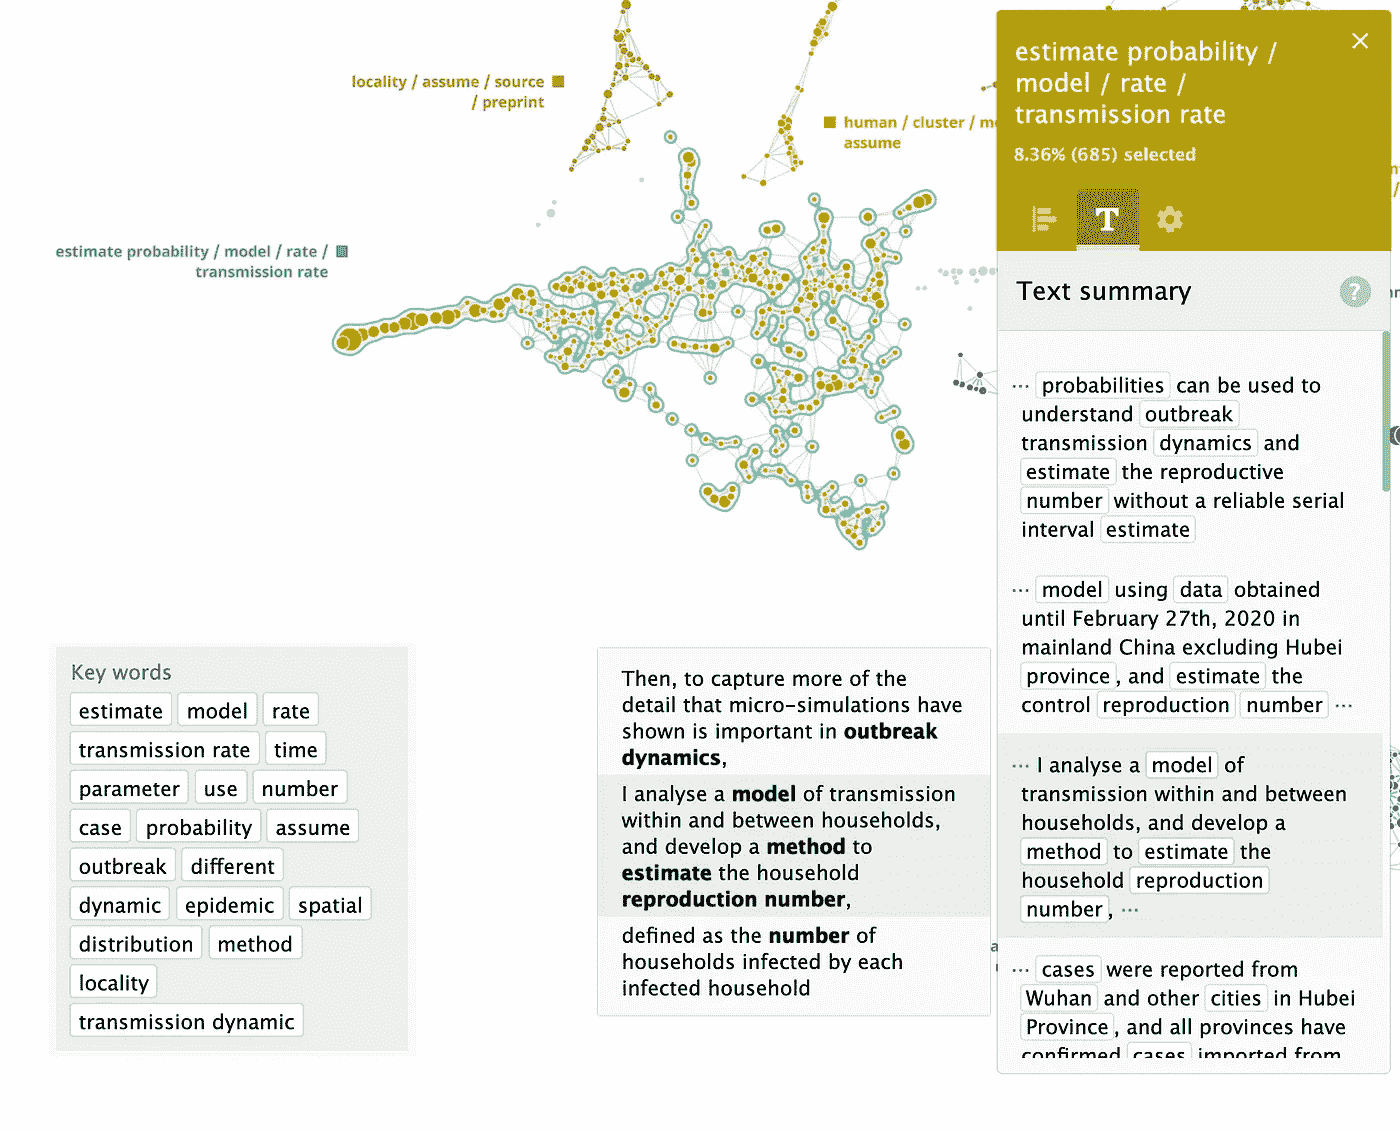 locality / assume / source
/ preprint
human / cluster /
assume
estimate probability / model / rate /
transmission rate
estimate probability /
model / rate /
transmission rate
8.36% (685) selected
T
Text summary
?
... probabilities can be used to
understand outbreak
transmission dynamics and
estimate the reproductive
number without a reliable serial
interval estimate
... model using data obtained
until February 27th, 2020 in
mainland China excluding Hubei
province, and estimate the
control reproduction number ...
... I analyse a model of
transmission within and between
households, and develop a
method to estimate the
household reproduction
number, ...
... cases were reported from
Wuhan and other cities in Hubei
Province, and all provinces have
confirmed cases imported from
Key words
estimate model rate
transmission rate time
parameter use number
case probability assume
outbreak different
dynamic epidemic spatial
distribution method
locality
transmission dynamic
Then, to capture more of the
detail that micro-simulations have
shown is important in outbreak
dynamics,
I analyse a model of transmission
within and between households,
and develop a method to
estimate the household
reproduction number,
defined as the number of
households infected by each
infected household